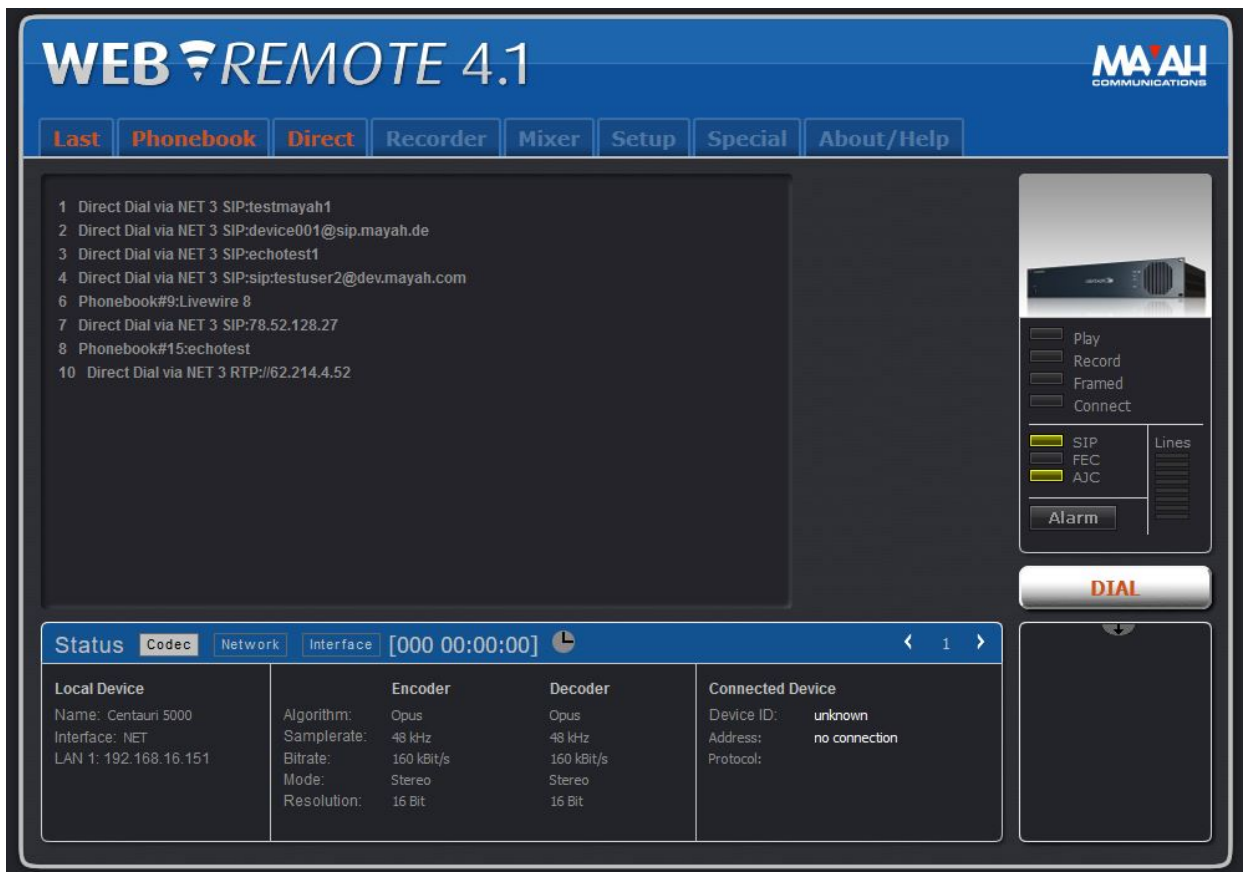 WEB REMOTE 4.1
MAYAH
COMMUNICATIONS
Last Phonebook Direct Recorder Mixer Setup Special About/Help
1 Direct Dial via NET 3 SIP:testmayah1
2 Direct Dial via NET 3 SIP:device001@sip.mayah.de
3 Direct Dial via NET 3 SIP:echotest1
4 Direct Dial via NET 3 SIP:sip:testuser2@dev.mayah.com
6 Phonebook#9:Livewire 8
7 Direct Dial via NET 3 SIP:78.52.128.27
8 Phonebook#15:echotest
10 Direct Dial via NET 3 RTP://62.214.4.52
Play
Record
Framed
Connect
SIP Lines
FEC
AJC
Alarm
DIAL
Status Codec Network Interface [000 00:00:00] 1
Local Device Encoder Decoder Connected Device
Name: Centauri 5000 Algorithm: Opus Opus Device ID: unknown
Interface: NET Samplerate: 48 kHz 48 kHz Address: no connection
LAN 1: 192.168.16.151 Bitrate: 160 kBit/s 160 kBit/s Protocol:
Mode: Stereo Stereo
Resolution: 16 Bit 16 Bit